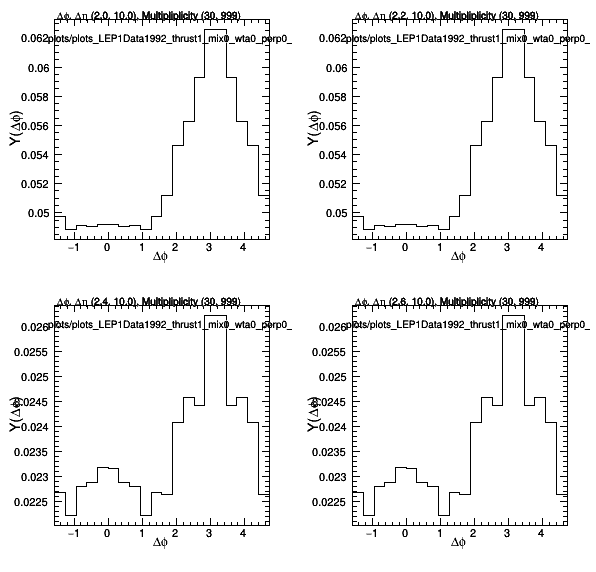 Δϕ, Δη (2.0, 10.0), Multipliplicity (30, 999)
plots/plots_LEP1Data1992_thrust1_mix0_wta0_perp0_
Y(Δϕ)
0.062
0.06
0.058
0.056
0.054
0.052
0.05
−1 0 1 2 3 4
Δϕ
Δϕ, Δη (2.2, 10.0), Multipliplicity (30, 999)
plots/plots_LEP1Data1992_thrust1_mix0_wta0_perp0_
Y(Δϕ)
0.062
0.06
0.058
0.056
0.054
0.052
0.05
−1 0 1 2 3 4
Δϕ
Δϕ, Δη (2.4, 10.0), Multipliplicity (30, 999)
plots/plots_LEP1Data1992_thrust1_mix0_wta0_perp0_
Y(Δϕ)
0.026
0.0255
0.025
0.0245
0.024
0.0235
0.023
0.0225
−1 0 1 2 3 4
Δϕ
Δϕ, Δη (2.6, 10.0), Multipliplicity (30, 999)
plots/plots_LEP1Data1992_thrust1_mix0_wta0_perp0_
Y(Δϕ)
0.026
0.0255
0.025
0.0245
0.024
0.0235
0.023
0.0225
−1 0 1 2 3 4
Δϕ